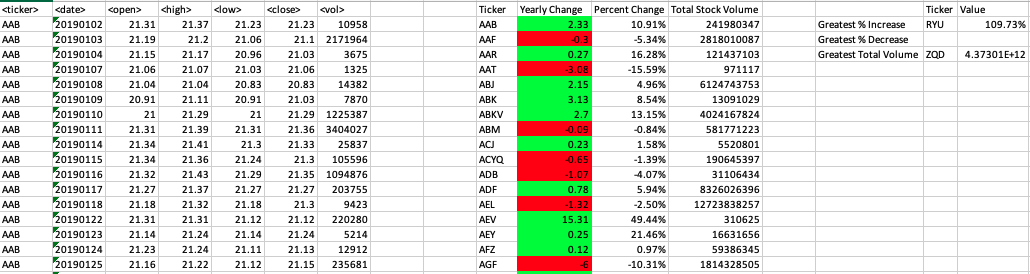 <ticker> <date> <open> <high> <low> <close> <vol> Ticker Yearly Change Percent Change Total Stock Volume Ticker Value
AAB 20190102 21.31 21.37 21.23 21.23 10958 AAB 2.33 10.91% 241980347 Greatest % Increase RYU 109.73%
AAB 20190103 21.19 21.2 21.06 21.1 2171964 AAF -0.3 -5.34% 2818010087 Greatest % Decrease
AAB 20190104 21.15 21.17 20.96 21.03 3675 AAR 0.27 16.28% 121437103 Greatest Total Volume ZQD 4.37301E+12
AAB 20190107 21.06 21.07 21.03 21.06 1325 AAT -3.08 -15.59% 971117
AAB 20190108 21.04 21.04 20.83 20.83 14382 ABJ 2.15 4.96% 6124743753
AAB 20190109 20.91 21.11 20.91 21.03 7870 ABK 3.13 8.54% 13091029
AAB 20190110 21 21.29 21 21.29 1225387 ABKV 2.7 13.15% 4024167824
AAB 20190111 21.31 21.39 21.31 21.36 3404027 ABM -0.09 -0.84% 581771223
AAB 20190114 21.34 21.41 21.3 21.33 25837 ACJ 0.23 1.58% 5520801
AAB 20190115 21.34 21.36 21.24 21.3 105596 ACYQ -0.65 -1.39% 190645397
AAB 20190116 21.32 21.43 21.29 21.35 1094876 ADB -1.07 -4.07% 31106434
AAB 20190117 21.27 21.37 21.27 21.27 203755 ADF 0.78 5.94% 8326026396
AAB 20190118 21.18 21.32 21.18 21.3 9423 AEL -1.32 -2.50% 12723838257
AAB 20190122 21.31 21.31 21.12 21.12 220280 AEV 15.31 49.44% 310625
AAB 20190123 21.14 21.24 21.14 21.24 5214 AEY 0.25 21.46% 16631656
AAB 20190124 21.23 21.24 21.11 21.13 12912 AFZ 0.12 0.97% 59386345
AAB 20190125 21.16 21.22 21.12 21.15 235681 AGF -6 -10.31% 1814328505